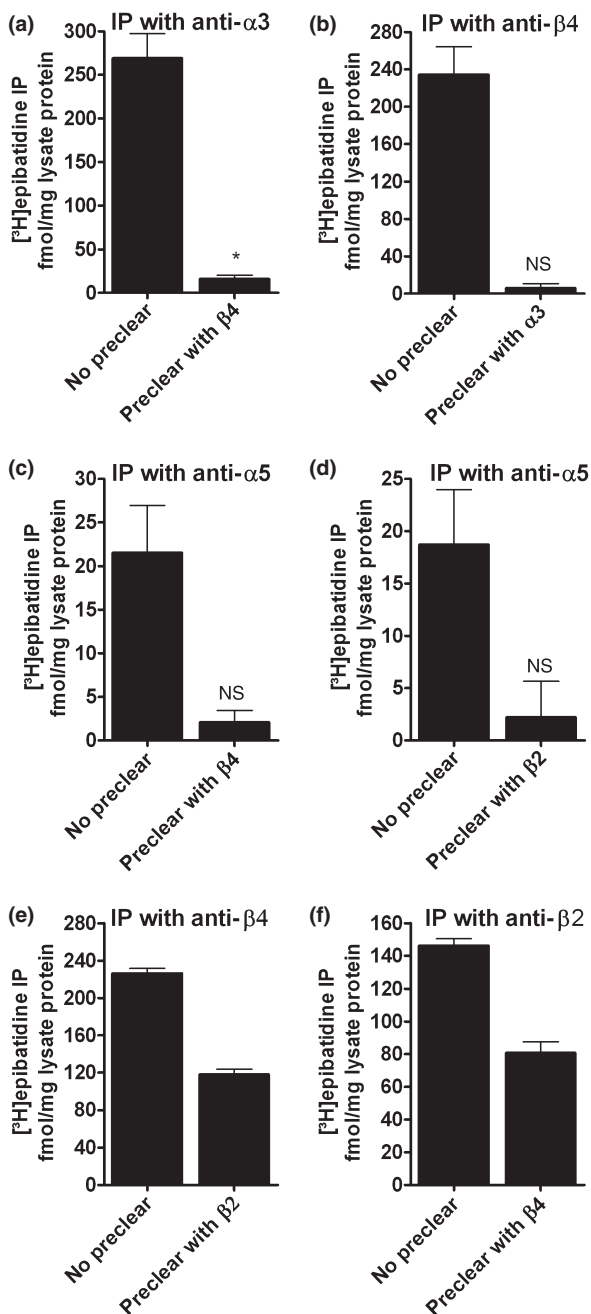 (a) IP with anti-α3
[³H]epibatidine IP
fmol/mg lysate protein
300
250
200
150
100
50
0
*
No preclear
Preclear with β4
(b) IP with anti-β4
[³H]epibatidine IP
fmol/mg lysate protein
280
240
200
160
120
80
40
0
NS
No preclear
Preclear with α3
(c) IP with anti-α5
[³H]epibatidine IP
fmol/mg lysate protein
30
25
20
15
10
5
0
NS
No preclear
Preclear with β4
(d) IP with anti-α5
[³H]epibatidine IP
fmol/mg lysate protein
25
20
15
10
5
0
NS
No preclear
Preclear with β2
(e) IP with anti-β4
[³H]epibatidine IP
fmol/mg lysate protein
280
240
200
160
120
80
40
0
No preclear
Preclear with β2
(f) IP with anti-β2
[³H]epibatidine IP
fmol/mg lysate protein
160
140
120
100
80
60
40
20
0
No preclear
Preclear with β4